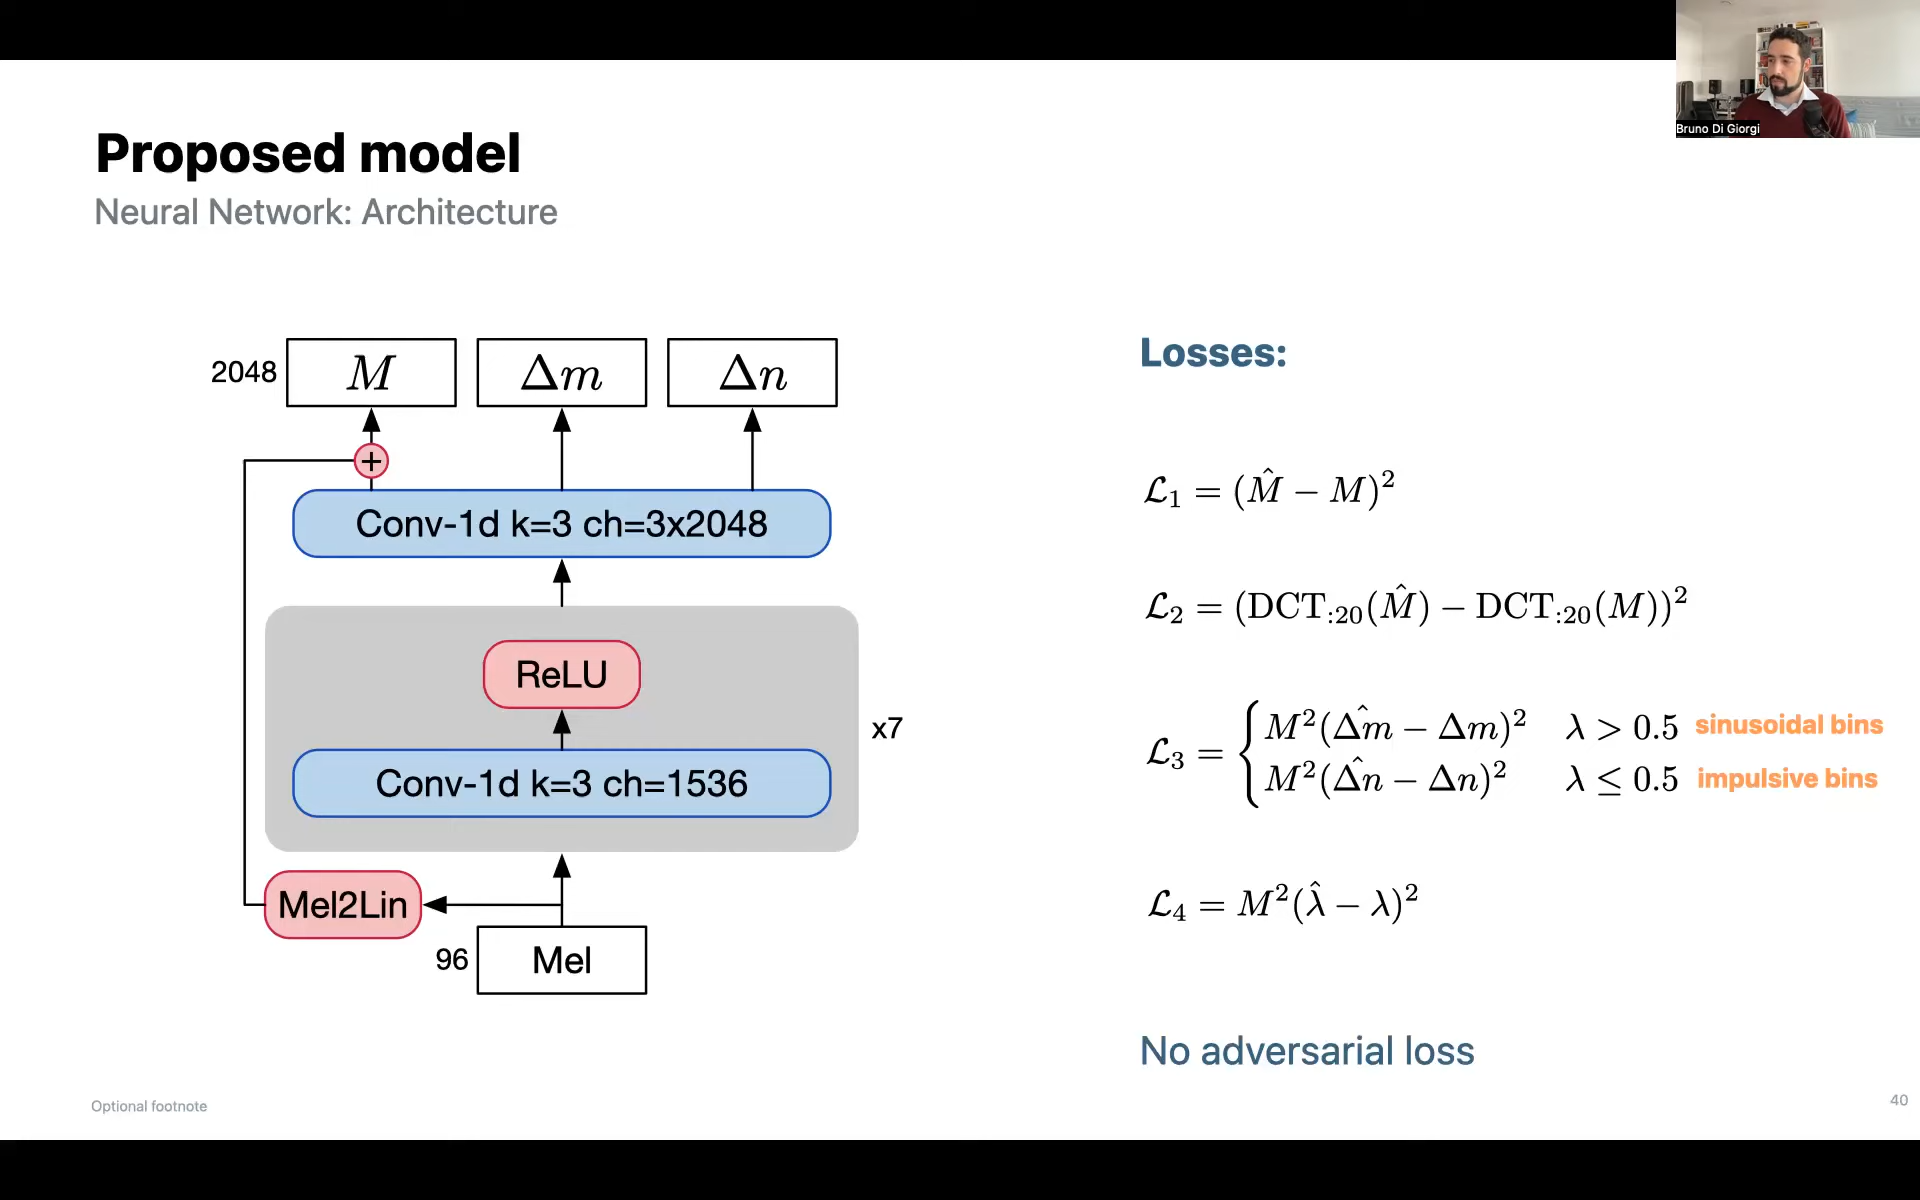 Bruno Di Giorgi
Proposed model
Neural Network: Architecture
2048
M
Δm
Δn
+
Conv-1d k=3 ch=3x2048
ReLU
x7
Conv-1d k=3 ch=1536
Mel2Lin
96
Mel
Losses:
ℒ₁ = (M̂ − M)²
ℒ₂ = (DCT:₂₀(M̂) − DCT:₂₀(M))²
ℒ₃ = { M²(Δ̂m − Δm)² λ > 0.5 sinusoidal bins
M²(Δ̂n − Δn)² λ ≤ 0.5 impulsive bins
ℒ₄ = M²(λ̂ − λ)²
No adversarial loss
Optional footnote
40